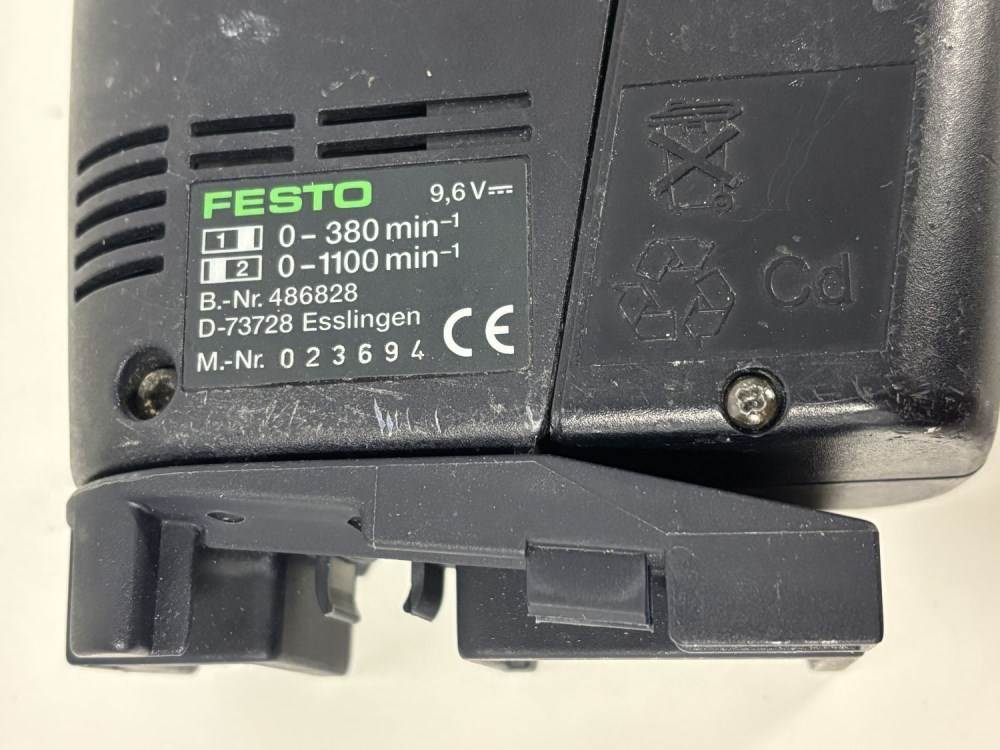 FESTO 9,6 V
1 0 – 380 min⁻¹
2 0 – 1100 min⁻¹
B.-Nr. 486828
D-73728 Esslingen
M.-Nr. 0 2 3 6 9 4 CE
Cd